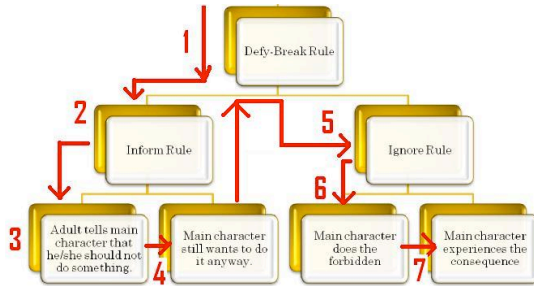 1
Defy-Break Rule
2
Inform Rule
5
Ignore Rule
3
Adult tells main
character that
he/she should not
do something.
4
Main character
still wants to do
it anyway.
6
Main character
does the
forbidden
7
Main character
experiences the
consequence